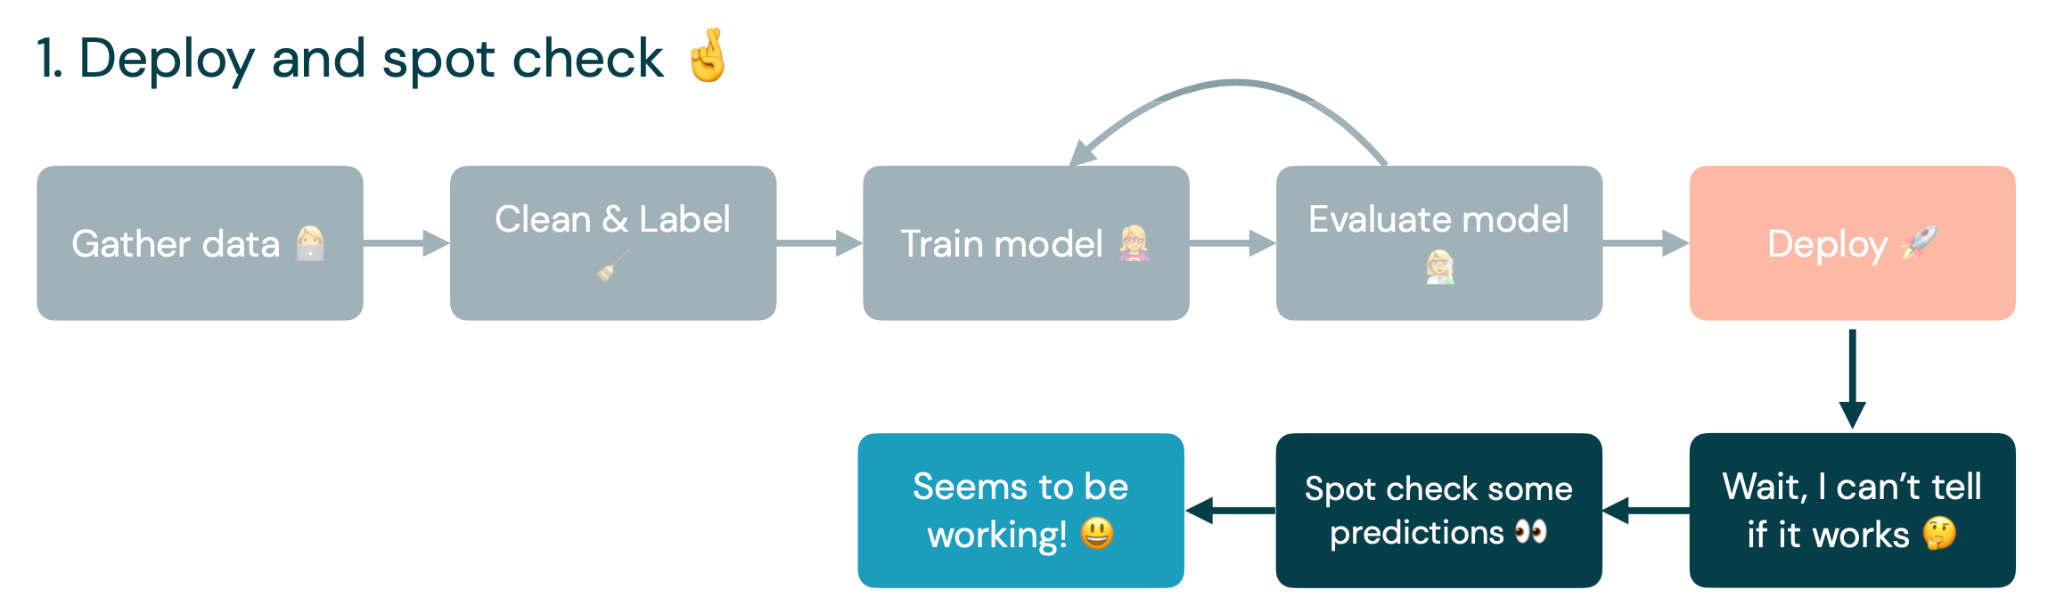 1. Deploy and spot check 🤞
Gather data 👩🏼‍💻
Clean & Label
🧹
Train model 👩🏼‍🏫
Evaluate model
👩🏼‍🔬
Deploy 🚀
Wait, I can’t tell
if it works 🤔
Spot check some
predictions 👀
Seems to be
working! 😃